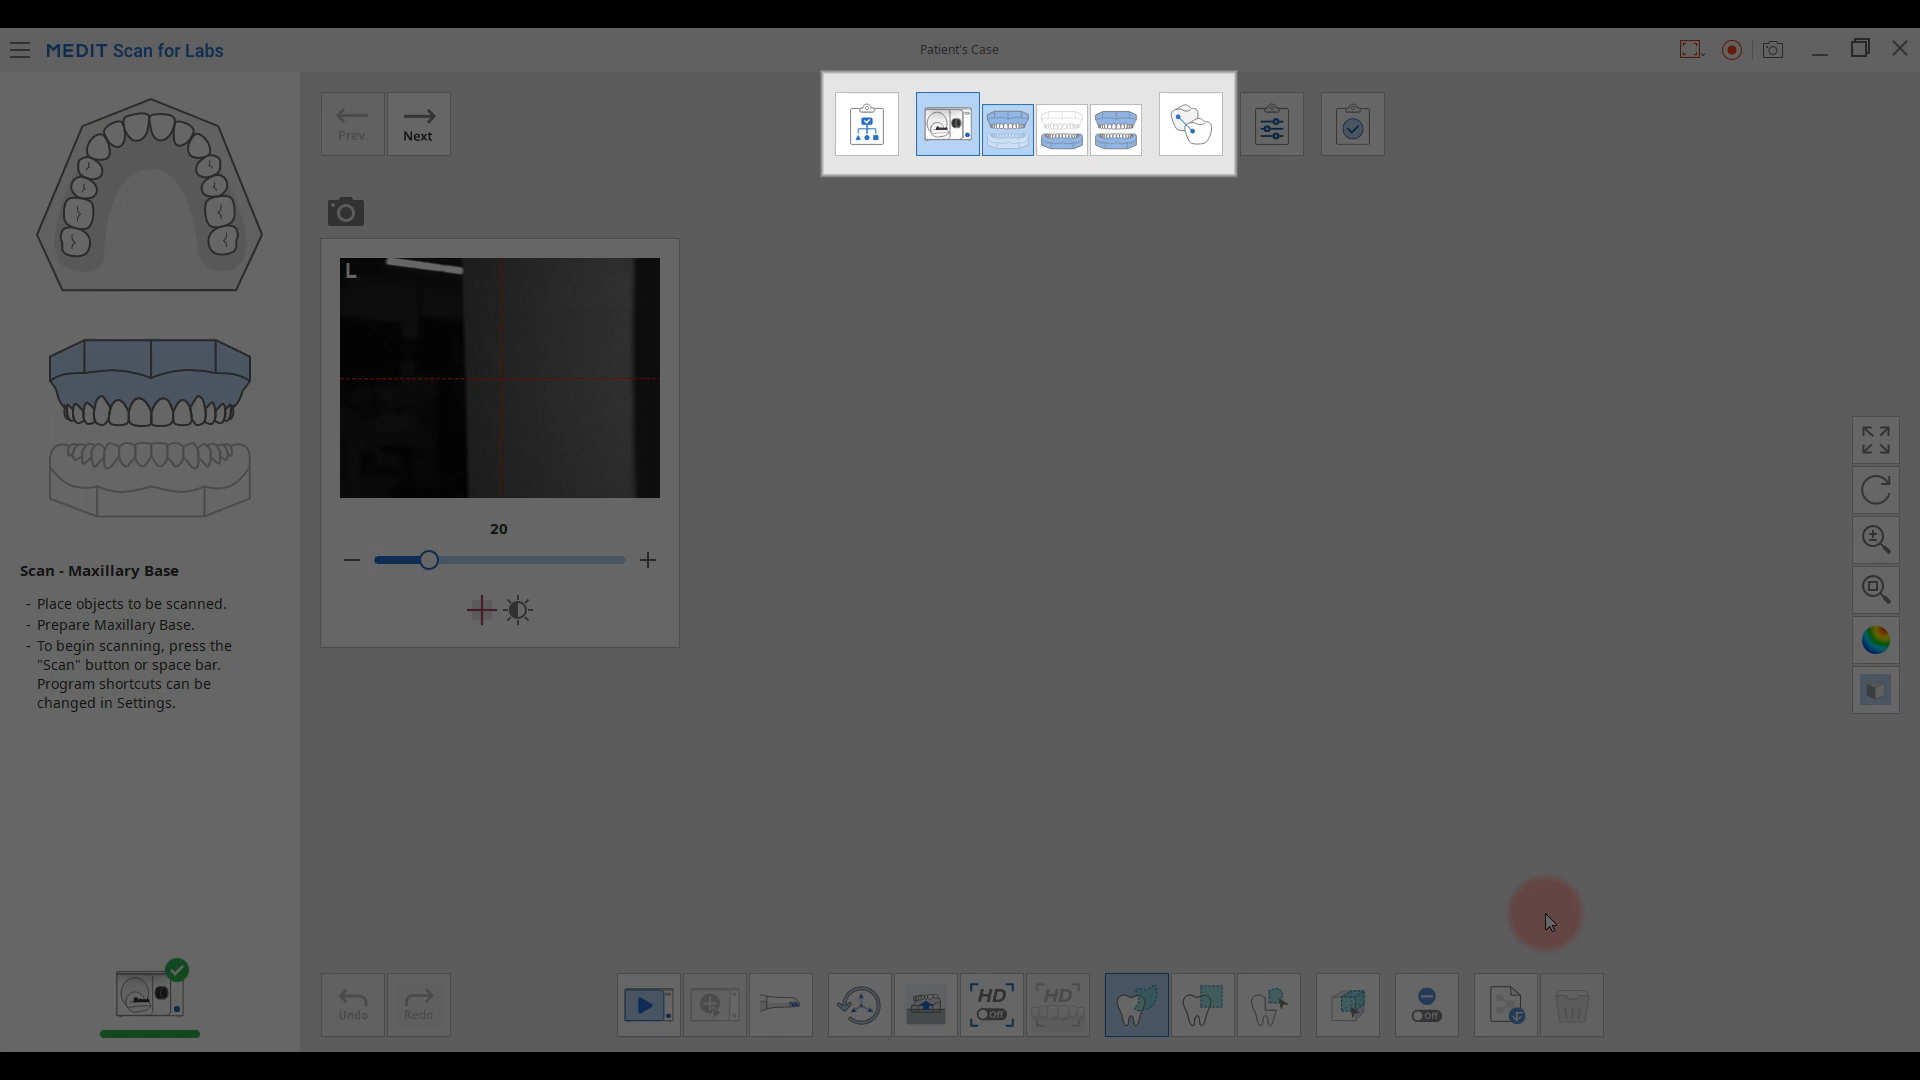 MEDIT Scan for Labs
Patient's Case
Prev.
Next
L
20
Scan - Maxillary Base
- Place objects to be scanned.
- Prepare Maxillary Base.
- To begin scanning, press the
"Scan" button or space bar.
Program shortcuts can be
changed in Settings.
Undo
Redo
HD
Off
HD
Off